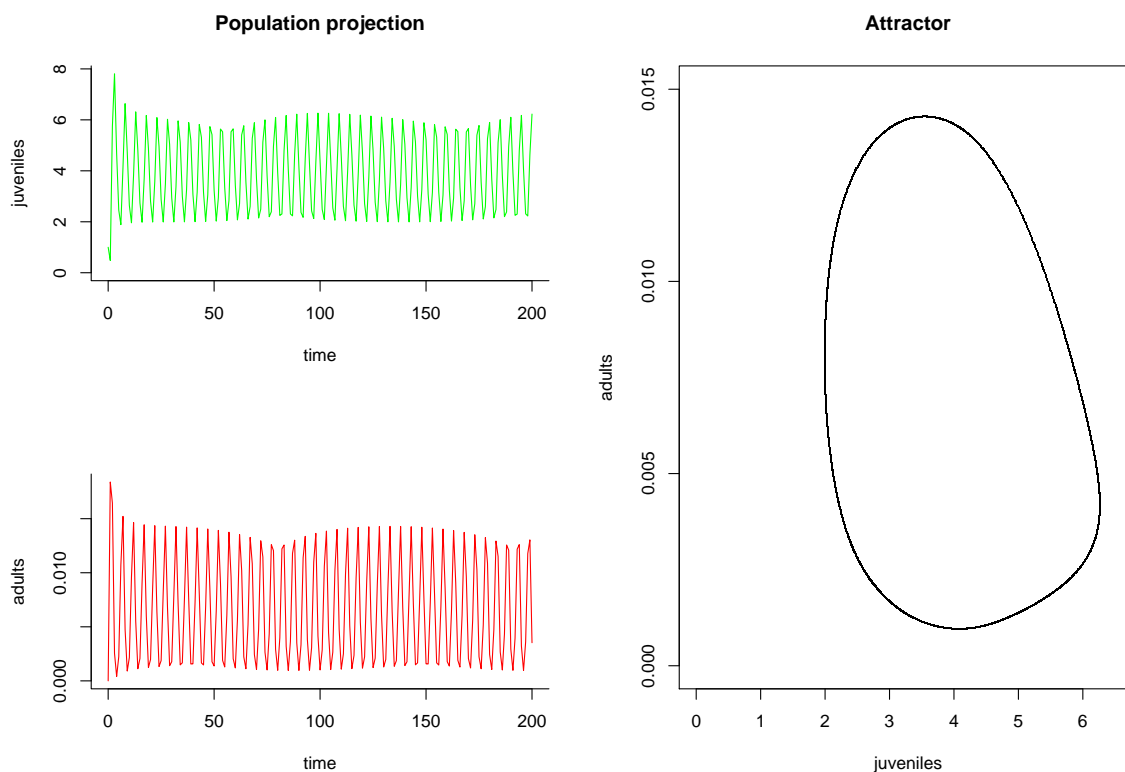 Population projection
8
6
4
2
0
juveniles
0 50 100 150 200
time
0.010
0.000
adults
0 50 100 150 200
time
Attractor
0.015
0.010
0.005
0.000
adults
0 1 2 3 4 5 6
juveniles